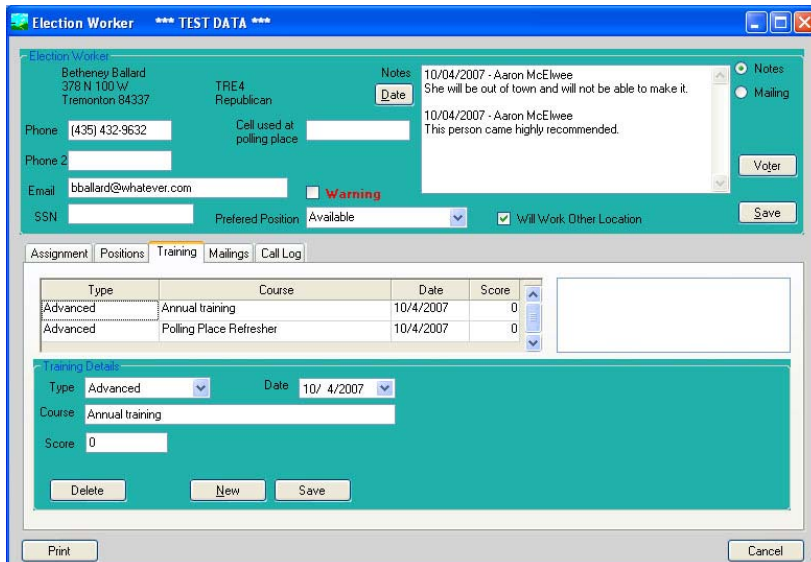 Election Worker *** TEST DATA ***
Election Worker
Betheney Ballard
378 N 100 W
Tremonton 84337
TRE4
Republican
Notes
Date
10/04/2007 - Aaron McElwee
She will be out of town and will not be able to make it.
10/04/2007 - Aaron McElwee
This person came highly recommended.
Notes
Mailing
Phone (435) 432-9632
Cell used at
polling place
Phone 2
Voter
Email bballard@whatever.com
Warning
SSN
Prefered Position Available
Will Work Other Location
Save
Assignment Positions Training Mailings Call Log
Type Course Date Score
Advanced Annual training 10/4/2007 0
Advanced Polling Place Refresher 10/4/2007 0
Training Details
Type Advanced Date 10/ 4/2007
Course Annual training
Score 0
Delete New Save
Print Cancel